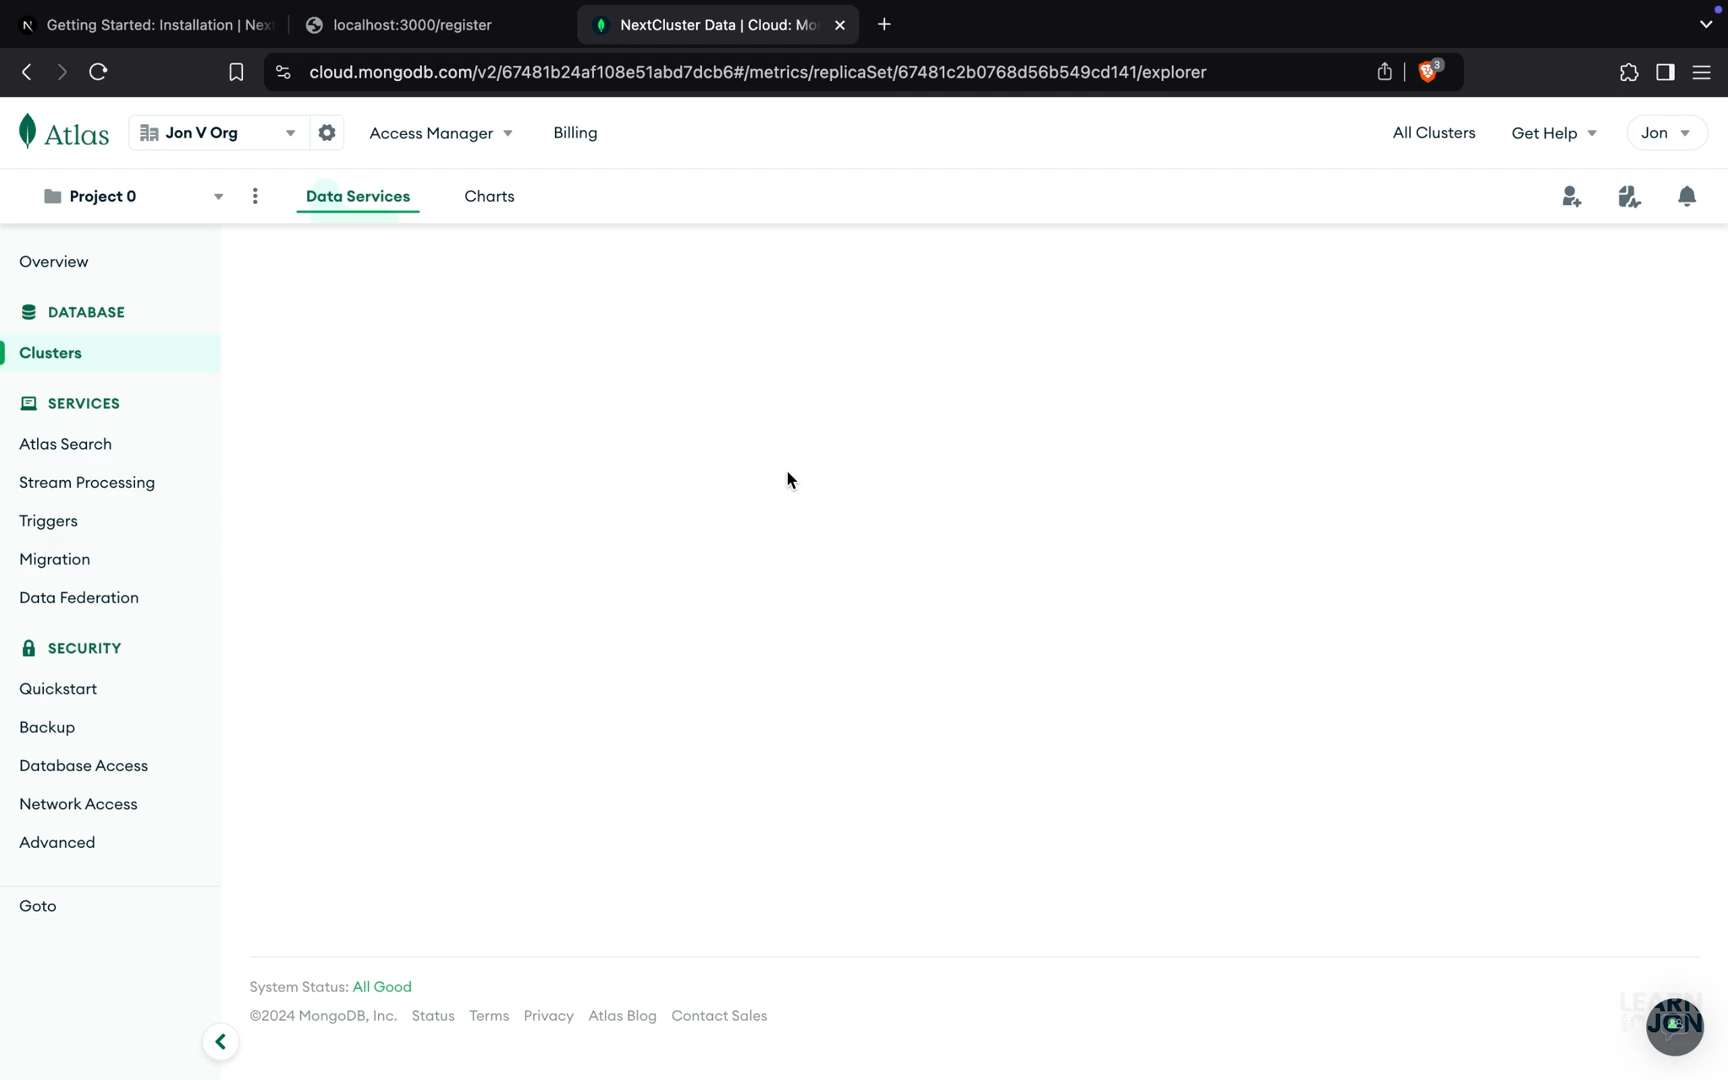 Getting Started: Installation | Nex
localhost:3000/register
NextCluster Data | Cloud: Mo
cloud.mongodb.com/v2/67481b24af108e51abd7dcb6#/metrics/replicaSet/67481c2b0768d56b549cd141/explorer
3
Atlas
Jon V Org
Access Manager
Billing
All Clusters
Get Help
Jon
Project 0
Data Services
Charts
Overview
DATABASE
Clusters
SERVICES
Atlas Search
Stream Processing
Triggers
Migration
Data Federation
SECURITY
Quickstart
Backup
Database Access
Network Access
Advanced
Goto
System Status: All Good
©2024 MongoDB, Inc. Status Terms Privacy Atlas Blog Contact Sales
LEARN
JON